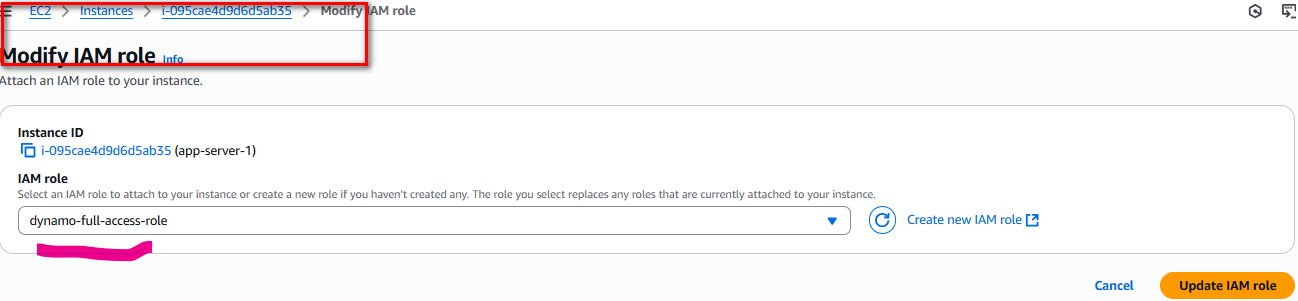 EC2 > Instances > i-095cae4d9d6d5ab35 > Modify IAM role
Modify IAM role Info
Attach an IAM role to your instance.
Instance ID
i-095cae4d9d6d5ab35 (app-server-1)
IAM role
Select an IAM role to attach to your instance or create a new role if you haven't created any. The role you select replaces any roles that are currently attached to your instance.
dynamo-full-access-role
Create new IAM role
Cancel
Update IAM role